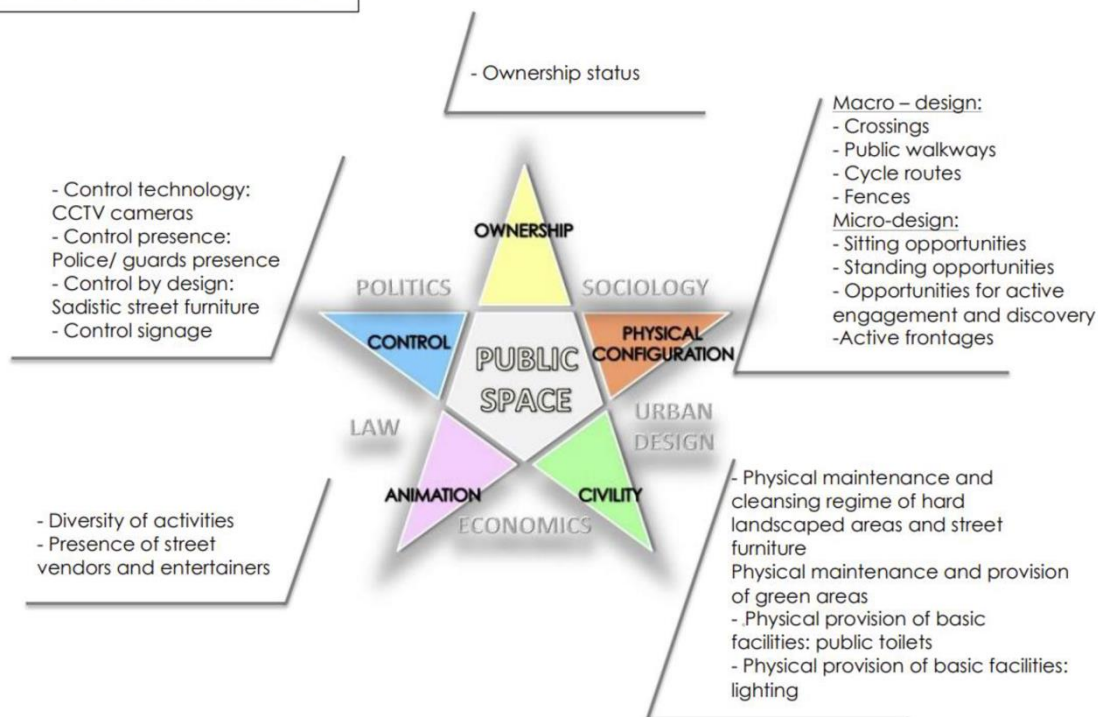 - Ownership status
Macro – design:
- Crossings
- Public walkways
- Cycle routes
- Fences
Micro-design:
- Sitting opportunities
- Standing opportunities
- Opportunities for active
engagement and discovery
-Active frontages
- Control technology:
CCTV cameras
- Control presence:
Police/ guards presence
- Control by design:
Sadistic street furniture
- Control signage
OWNERSHIP
POLITICS
SOCIOLOGY
CONTROL
PHYSICAL
CONFIGURATION
PUBLIC
SPACE
LAW
URBAN
DESIGN
ANIMATION
CIVILITY
ECONOMICS
- Diversity of activities
- Presence of street
vendors and entertainers
- Physical maintenance and
cleansing regime of hard
landscaped areas and street
furniture
Physical maintenance and provision
of green areas
- .Physical provision of basic
facilities: public toilets
- Physical provision of basic facilities:
lighting